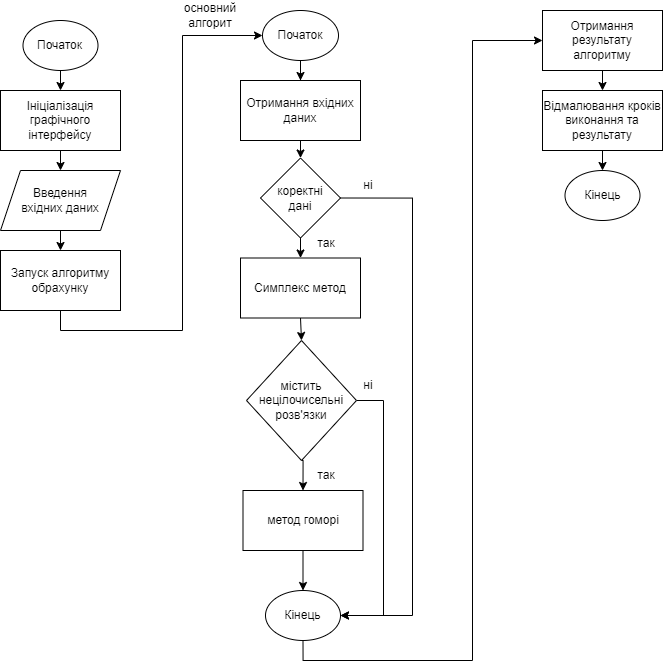 Початок
Ініціалізація
графічного
інтерфейсу
Введення
вхідних даних
Запуск алгоритму
обрахунку
основний
алгорит
Початок
Отримання вхідних
даних
коректні
дані
ні
так
Симплекс метод
містить
нецілочисельні
розв'язки
ні
так
метод гоморі
Кінець
Отримання
результату
алгоритму
Відмалювання кроків
виконання та
результату
Кінець